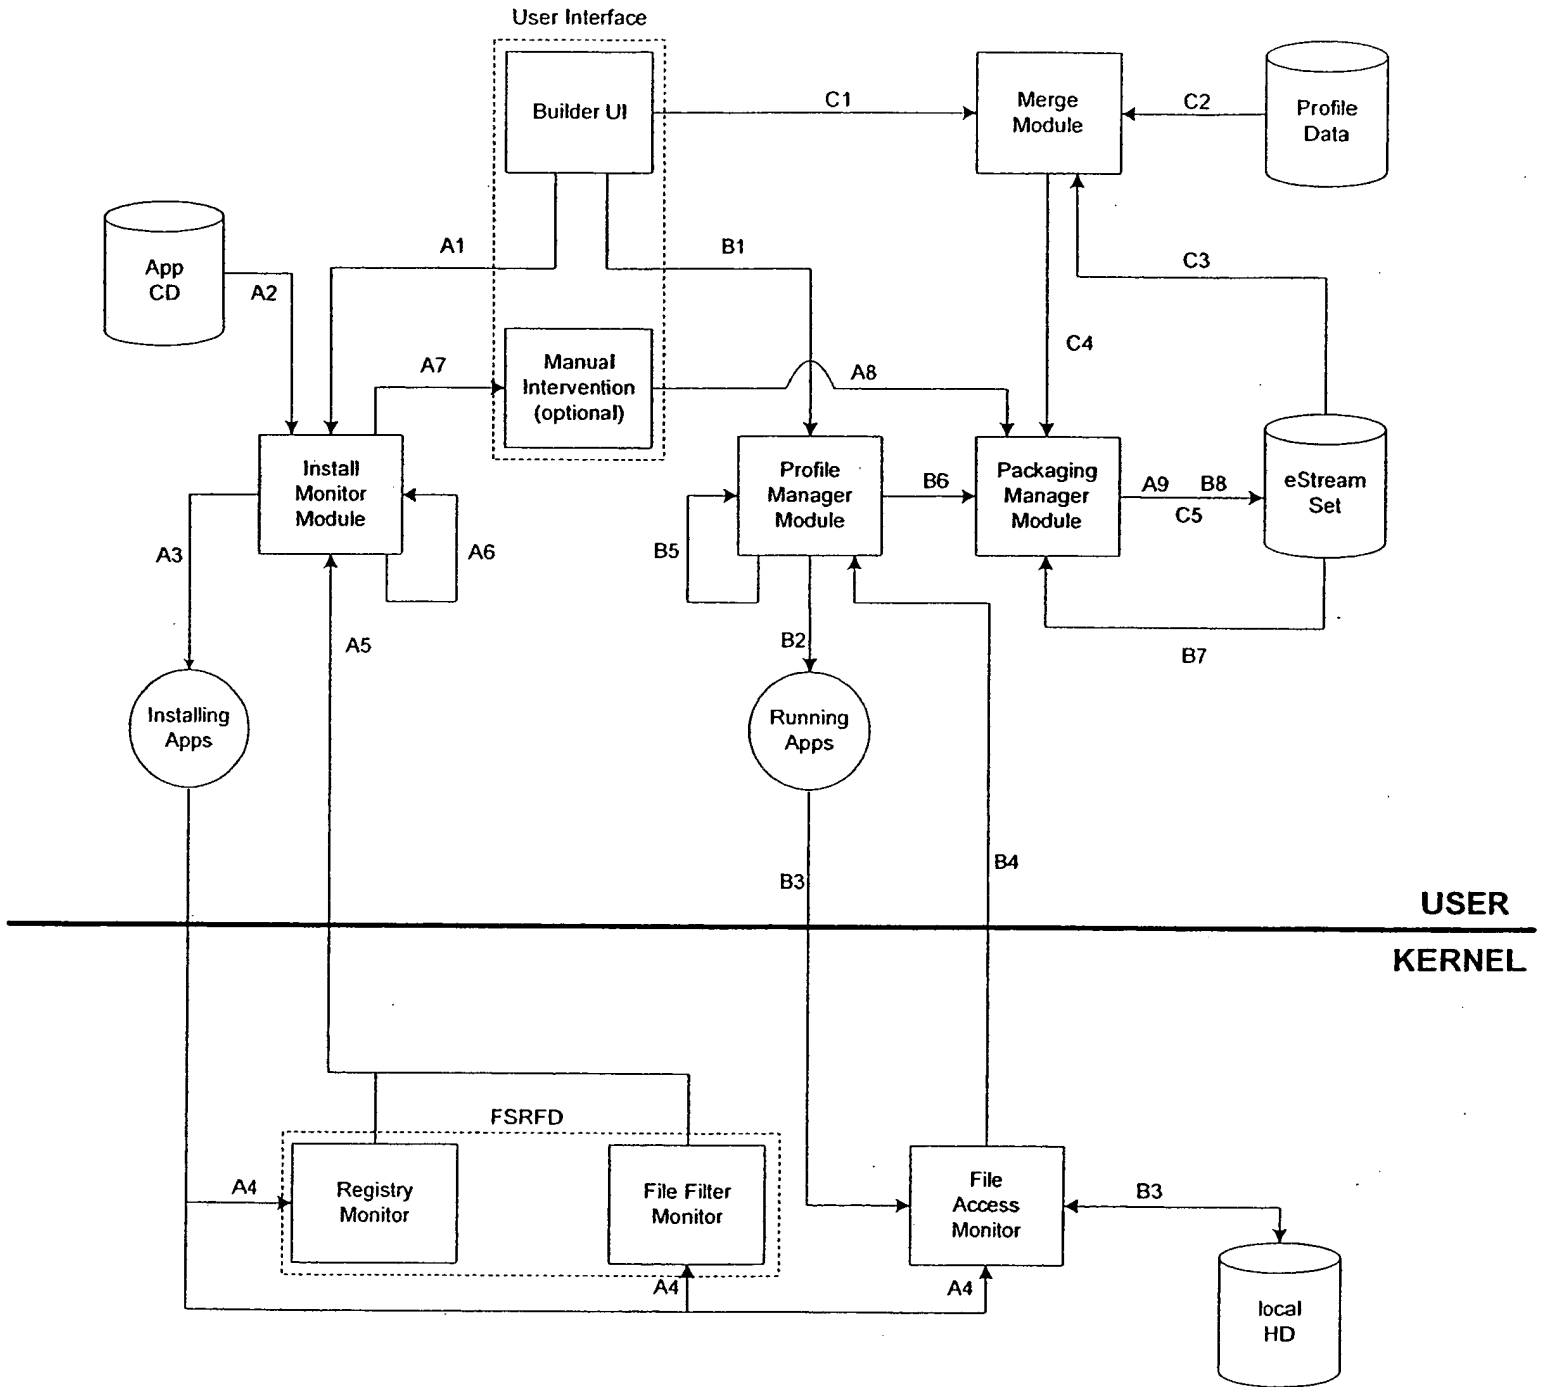 User Interface
Builder UI
C1
Merge
Module
C2
Profile
Data
App
CD
A2
A1
B1
C3
C4
A7
Manual
Intervention
(optional)
A8
Install
Monitor
Module
A3
A6
B5
Profile
Manager
Module
B6
Packaging
Manager
Module
A9 B8
C5
eStream
Set
A5
B2
B7
Installing
Apps
Running
Apps
B3
B4
USER
KERNEL
FSRFD
A4
Registry
Monitor
File Filter
Monitor
File
Access
Monitor
B3
A4
A4
local
HD